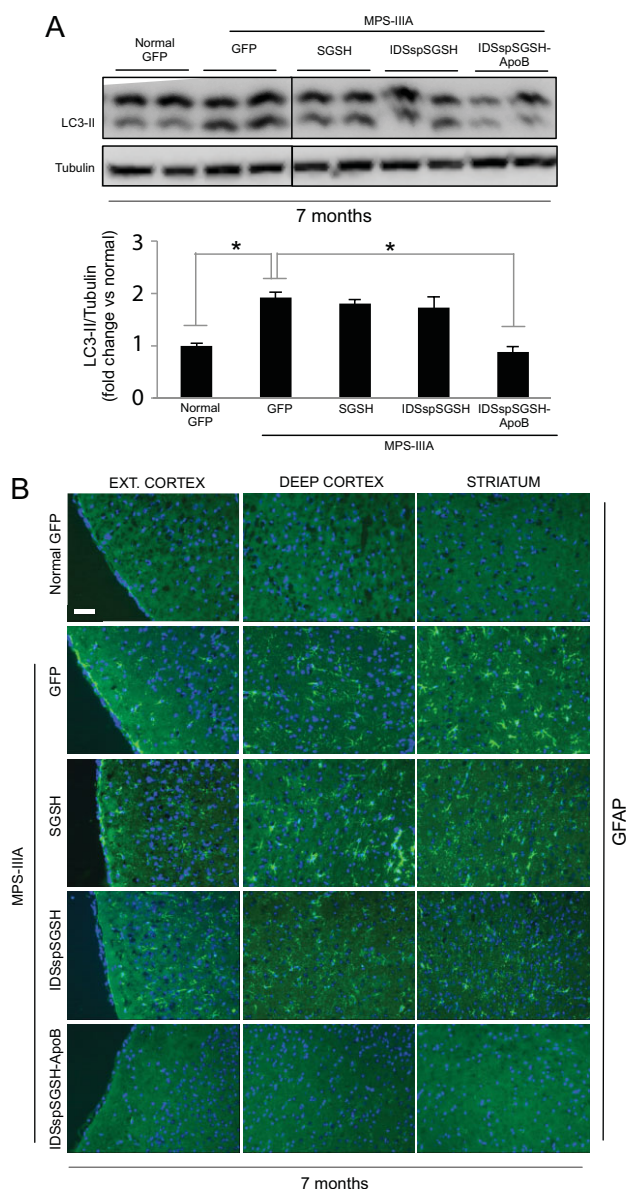 A
MPS-IIIA
Normal GFP
GFP
SGSH
IDSspSGSH
IDSspSGSH-ApoB
LC3-II
Tubulin
7 months
LC3-II/Tubulin
(fold change vs normal)
3
2
1
0
*
*
Normal GFP
GFP
SGSH
IDSspSGSH
IDSspSGSH-ApoB
MPS-IIIA
B
EXT. CORTEX
DEEP CORTEX
STRIATUM
Normal GFP
GFP
SGSH
IDSspSGSH
IDSspSGSH-ApoB
MPS-IIIA
GFAP
7 months